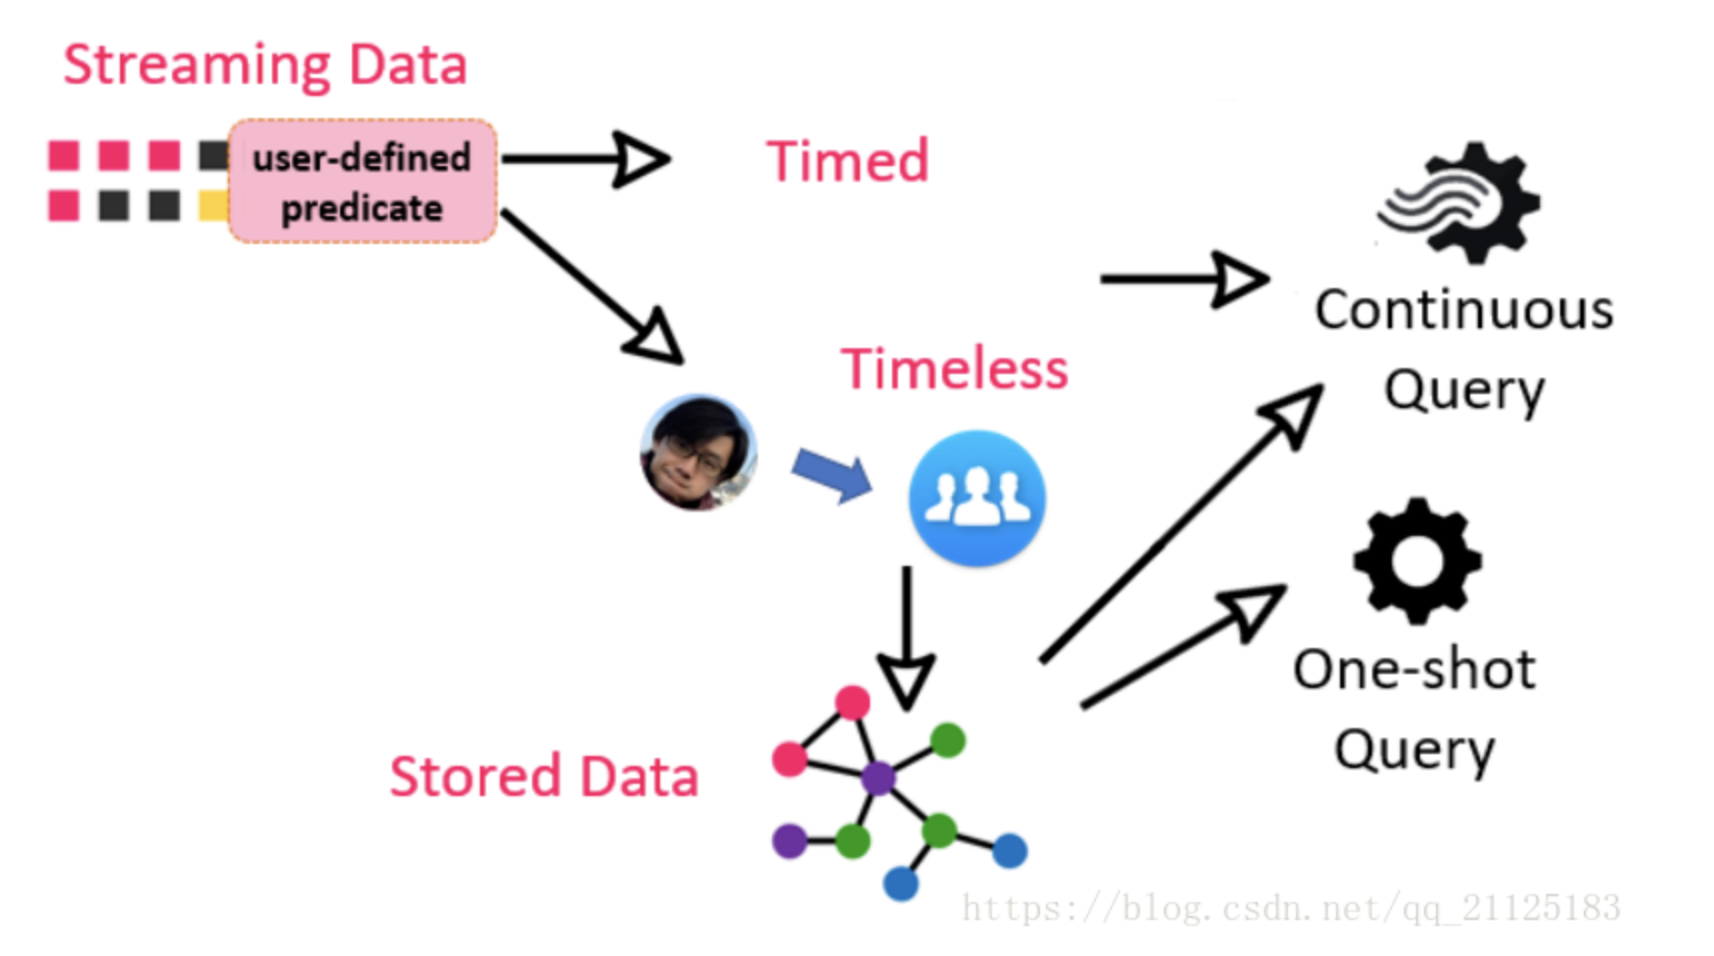 Streaming Data
user-defined
predicate
Timed
Timeless
Continuous
Query
One-shot
Query
Stored Data
https://blog.csdn.net/qq_21125183